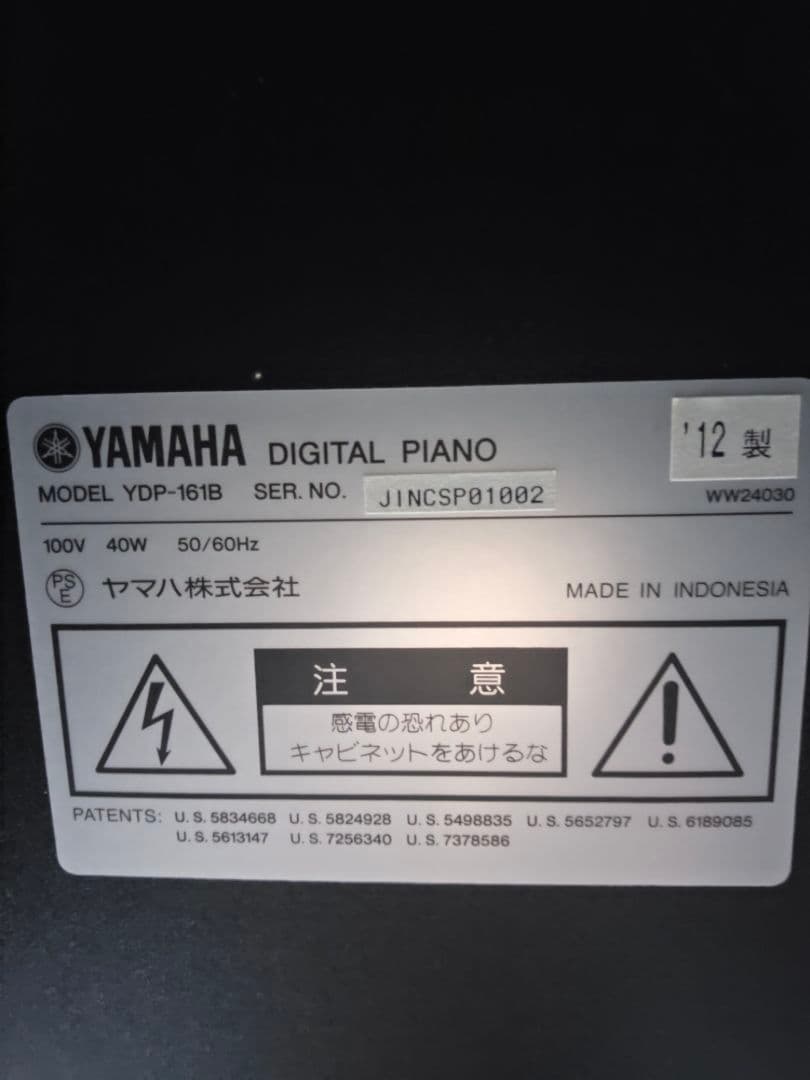 YAMAHA DIGITAL PIANO
'12 製
MODEL YDP-161B SER. NO. JINCSP01002
WW24030
100V 40W 50/60Hz
PSE ヤマハ株式会社
MADE IN INDONESIA
注意
感電の恐れあり
キャビネットをあけるな
PATENTS: U.S. 5834668 U.S. 5824928 U.S. 5498835 U.S. 5652797 U.S. 6189085
U.S. 5613147 U.S. 7256340 U.S. 7378586